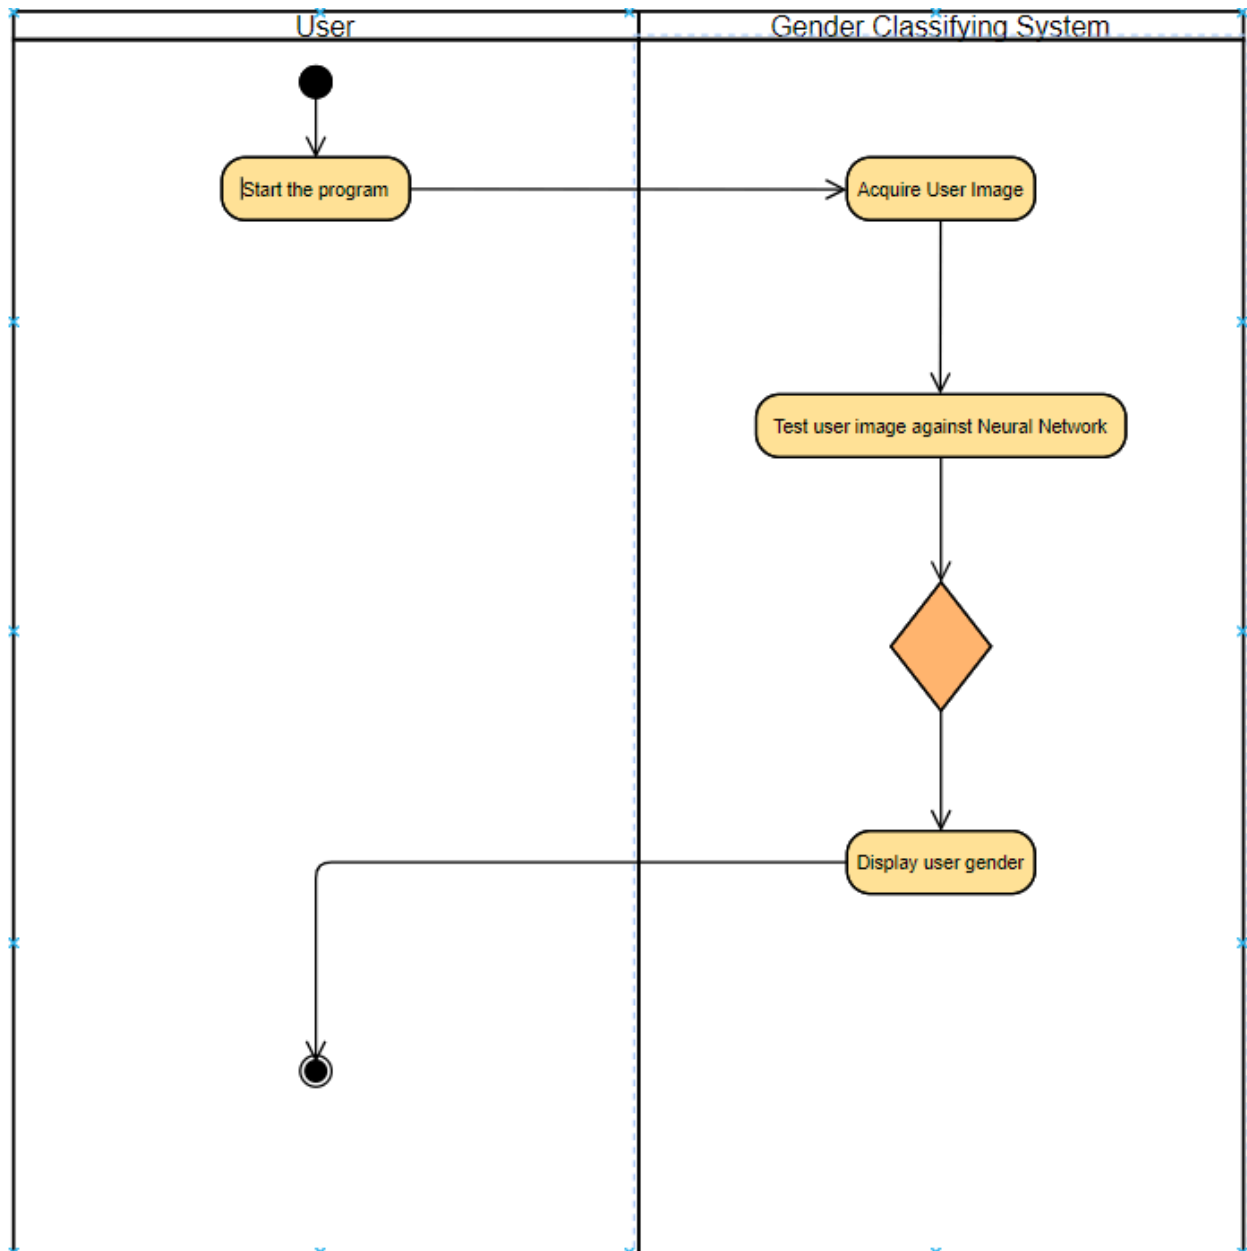 User
Gender Classifying System
Start the program
Acquire User Image
Test user image against Neural Network
Display user gender